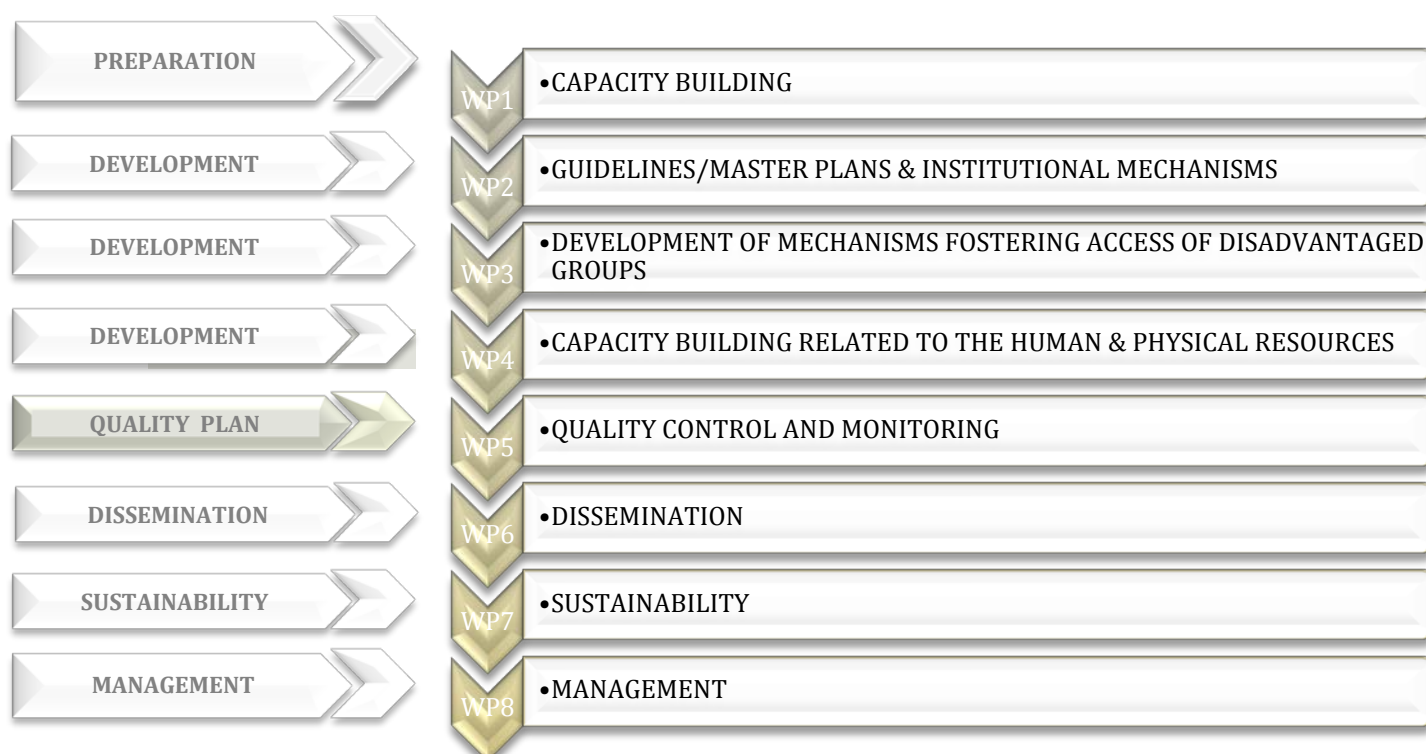 PREPARATION
WP1
•CAPACITY BUILDING
DEVELOPMENT
WP2
•GUIDELINES/MASTER PLANS & INSTITUTIONAL MECHANISMS
DEVELOPMENT
WP3
•DEVELOPMENT OF MECHANISMS FOSTERING ACCESS OF DISADVANTAGED
GROUPS
DEVELOPMENT
WP4
•CAPACITY BUILDING RELATED TO THE HUMAN & PHYSICAL RESOURCES
QUALITY PLAN
WP5
•QUALITY CONTROL AND MONITORING
DISSEMINATION
WP6
•DISSEMINATION
SUSTAINABILITY
WP7
•SUSTAINABILITY
MANAGEMENT
WP8
•MANAGEMENT